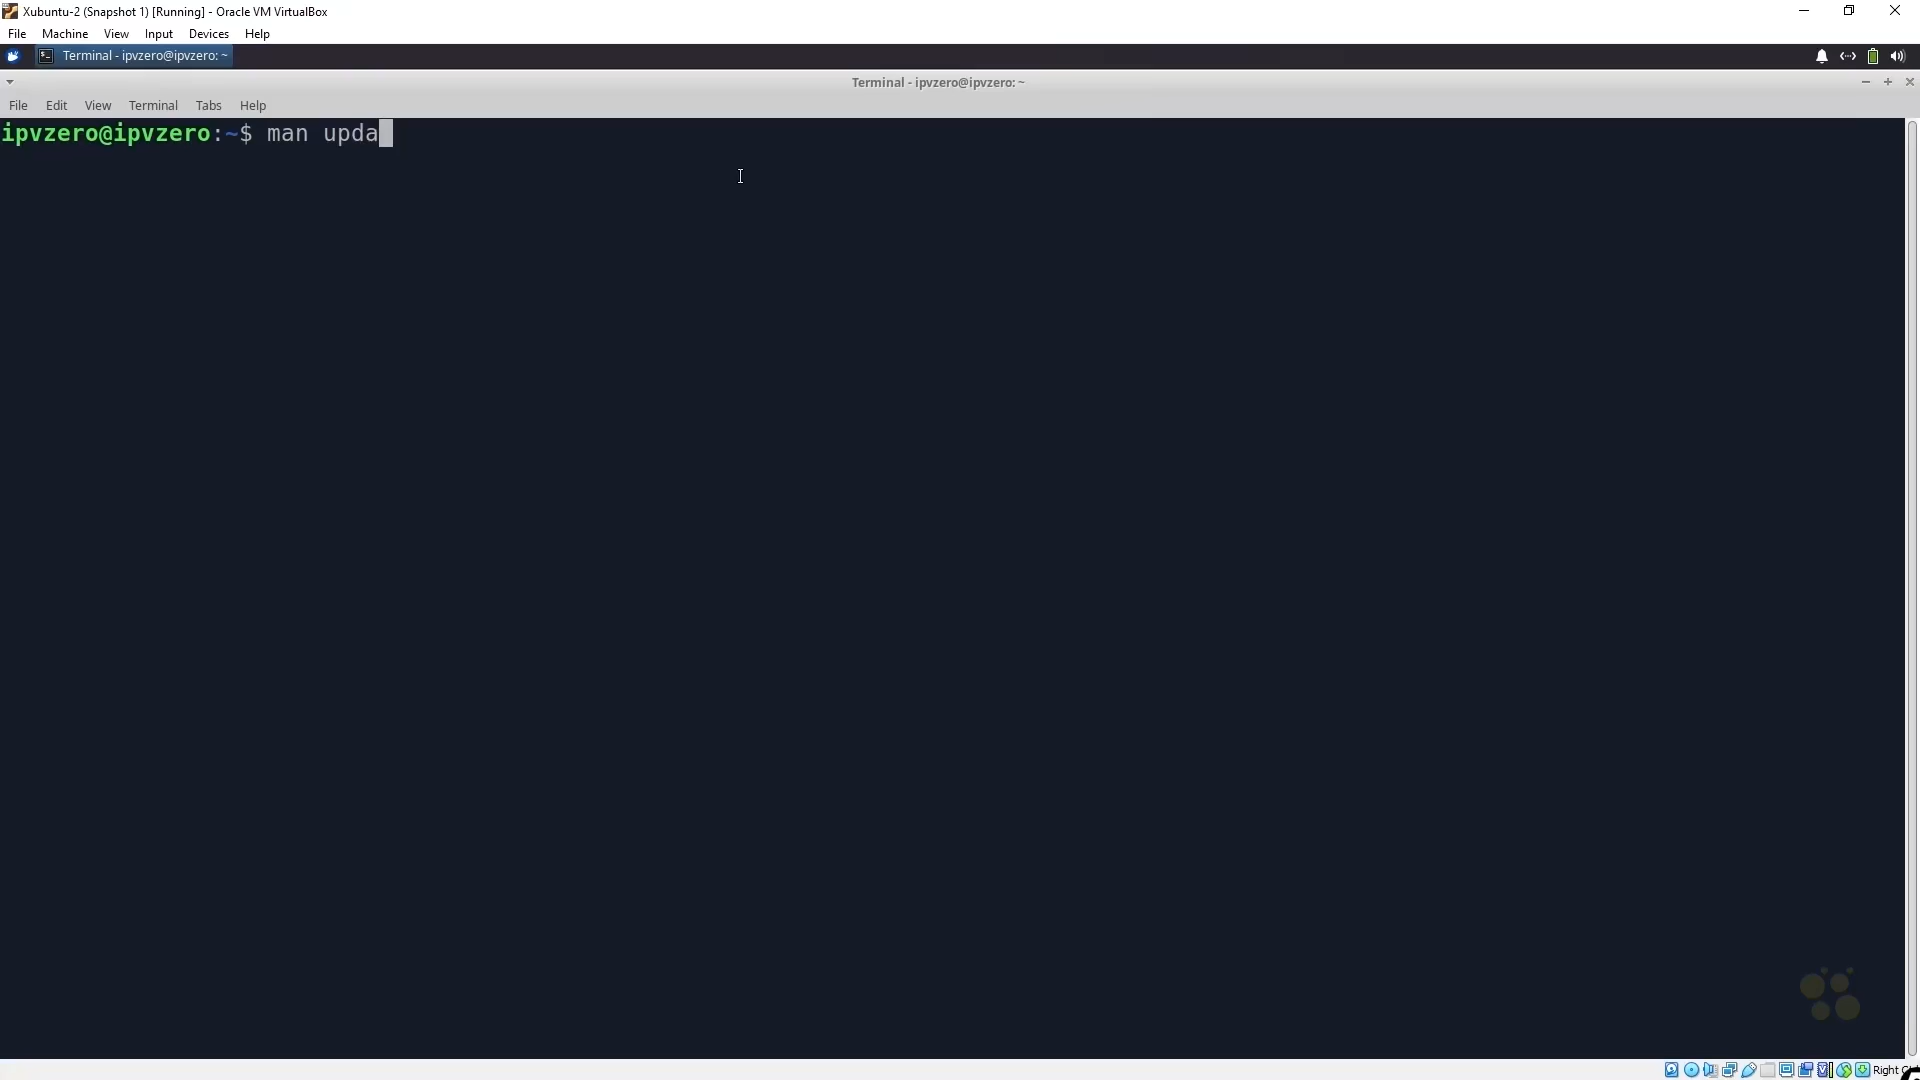 Xubuntu-2 (Snapshot 1) [Running] - Oracle VM VirtualBox
File Machine View Input Devices Help
Terminal - ipvzero@ipvzero: ~
Terminal - ipvzero@ipvzero: ~
File Edit View Terminal Tabs Help
ipvzero@ipvzero:~$ man upda
Right